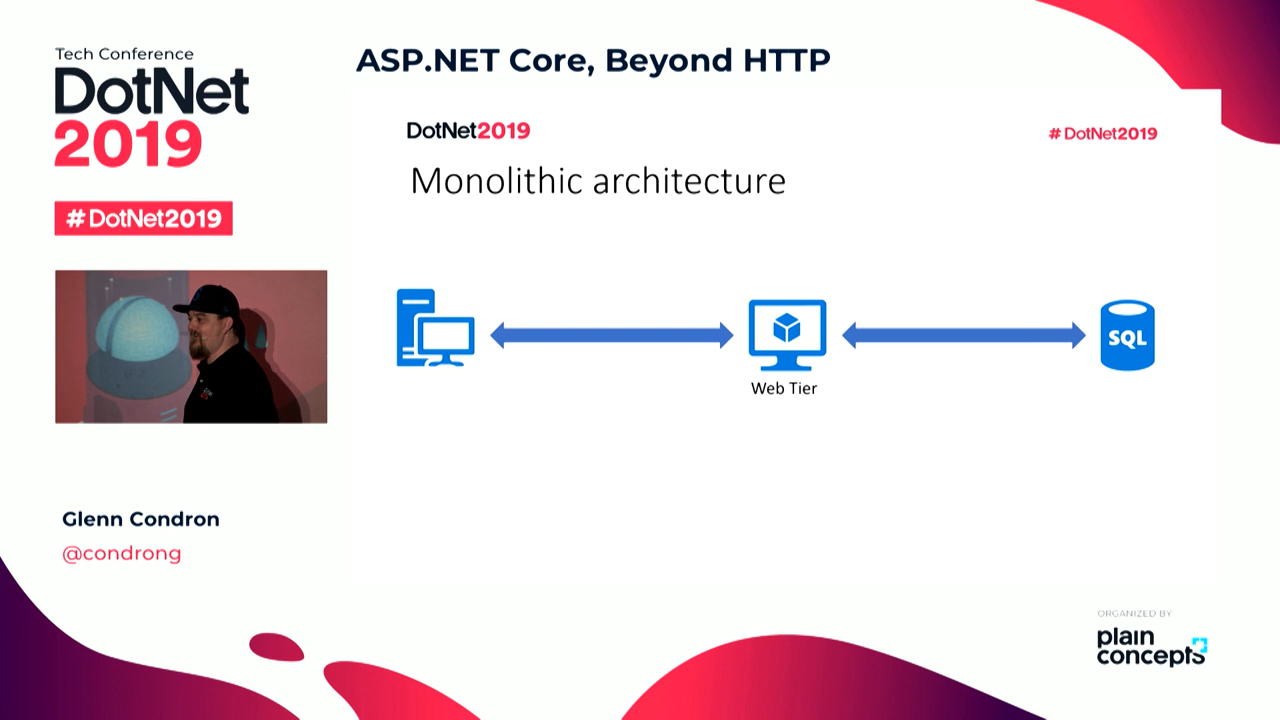 Tech Conference
DotNet
2019
#DotNet2019
ASP.NET Core, Beyond HTTP
DotNet2019
#DotNet2019
Monolithic architecture
SQL
Web Tier
Glenn Condron
@condrong
ORGANIZED BY
plain
concepts